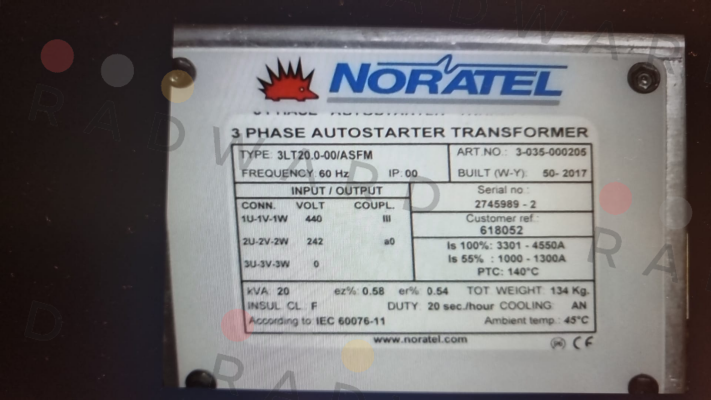 NORATEL
3 PHASE AUTOSTARTER TRANSFORMER
TYPE: 3LT20.0-00/ASFM
ART.NO.: 3-035-000205
FREQUENCY: 60 Hz IP: 00
BUILT (W-Y): 50- 2017
INPUT / OUTPUT
CONN. VOLT COUPL.
1U-1V-1W 440 III
2U-2V-2W 242 a0
3U-3V-3W 0
Serial no :
2745989 - 2
Customer ref.:
618052
Is 100%: 3301 - 4550A
Is 55% : 1000 - 1300A
PTC: 140°C
kVA: 20 ez%: 0.58 er%: 0.54 TOT WEIGHT: 134 Kg.
INSUL. CL.: F DUTY: 20 sec./hour COOLING: AN
According to: IEC 60076-11 Ambient temp.: 45°C
www.noratel.com
CE
RADWARD
RADWARD